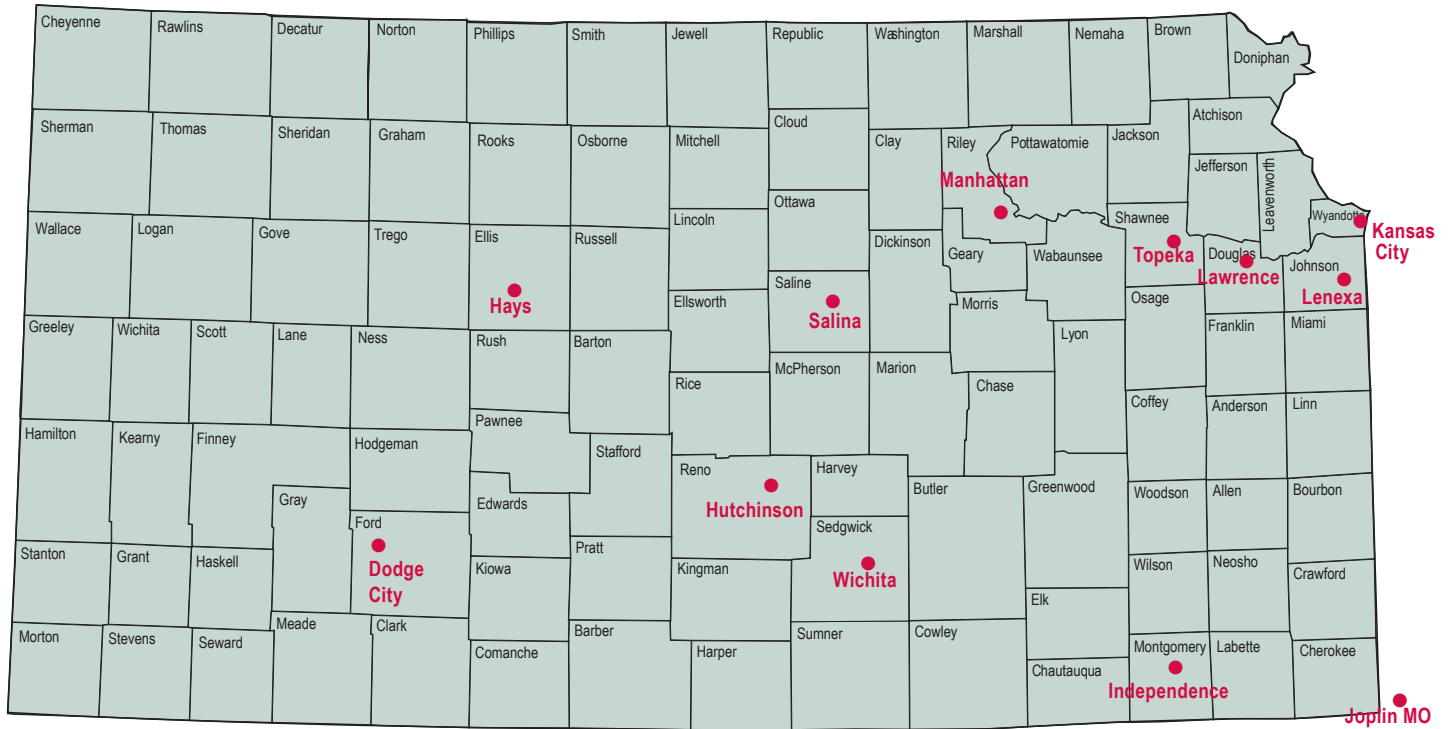 Cheyenne
Rawlins
Decatur
Norton
Phillips
Smith
Jewell
Republic
Washington
Marshall
Nemaha
Brown
Doniphan
Sherman
Thomas
Sheridan
Graham
Rooks
Osborne
Mitchell
Cloud
Clay
Riley
Pottawatomie
Jackson
Atchison
Jefferson
Leavenworth
Wyandotte
Manhattan
Kansas
City
Wallace
Logan
Gove
Trego
Ellis
Russell
Lincoln
Ottawa
Dickinson
Geary
Wabaunsee
Shawnee
Topeka
Douglas
Lawrence
Johnson
Lenexa
Hays
Ellsworth
Saline
Salina
Morris
Osage
Greeley
Wichita
Scott
Lane
Ness
Rush
Barton
Rice
McPherson
Marion
Chase
Lyon
Franklin
Miami
Coffey
Anderson
Linn
Hamilton
Kearny
Finney
Hodgeman
Pawnee
Stafford
Reno
Hutchinson
Harvey
Butler
Greenwood
Woodson
Allen
Bourbon
Gray
Ford
Dodge
City
Edwards
Sedgwick
Wichita
Stanton
Grant
Haskell
Kiowa
Pratt
Kingman
Elk
Wilson
Neosho
Crawford
Morton
Stevens
Seward
Meade
Clark
Comanche
Barber
Harper
Sumner
Cowley
Chautauqua
Montgomery
Independence
Labette
Cherokee
Joplin MO